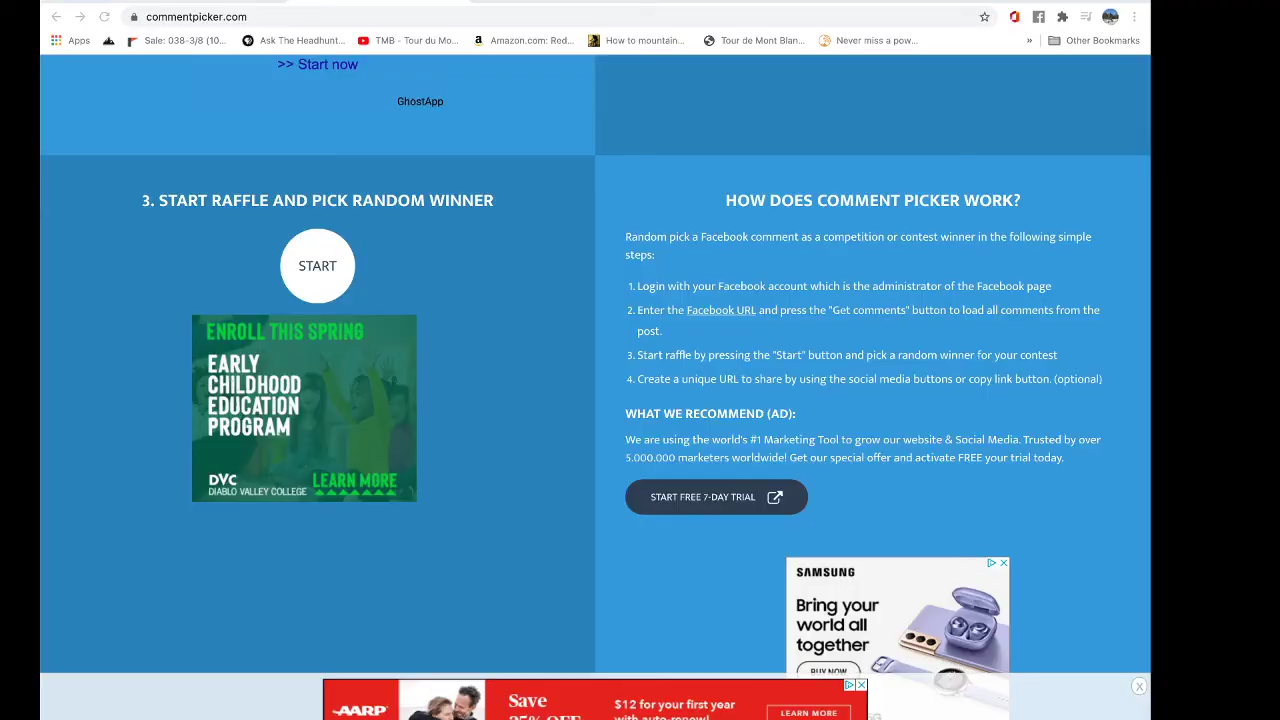 commentpicker.com
Apps
Sale: 038-3/8 (10...
Ask The Headhunt...
TMB - Tour du Mo...
Amazon.com: Red...
How to mountain...
Tour de Mont Blan...
Never miss a pow...
»
Other Bookmarks
>> Start now
GhostApp
3. START RAFFLE AND PICK RANDOM WINNER
START
ENROLL THIS SPRING
EARLY
CHILDHOOD
EDUCATION
PROGRAM
DVC
DIABLO VALLEY COLLEGE
LEARN MORE
HOW DOES COMMENT PICKER WORK?
Random pick a Facebook comment as a competition or contest winner in the following simple
steps:
1. Login with your Facebook account which is the administrator of the Facebook page
2. Enter the Facebook URL and press the "Get comments" button to load all comments from the
post.
3. Start raffle by pressing the "Start" button and pick a random winner for your contest
4. Create a unique URL to share by using the social media buttons or copy link button. (optional)
WHAT WE RECOMMEND (AD):
We are using the world's #1 Marketing Tool to grow our website & Social Media. Trusted by over
5.000.000 marketers worldwide! Get our special offer and activate FREE your trial today.
START FREE 7-DAY TRIAL
SAMSUNG
Bring your
world all
together
BUY NOW
AARP
Save
25% OFF
$12 for your first year
with auto-renewal
LEARN MORE